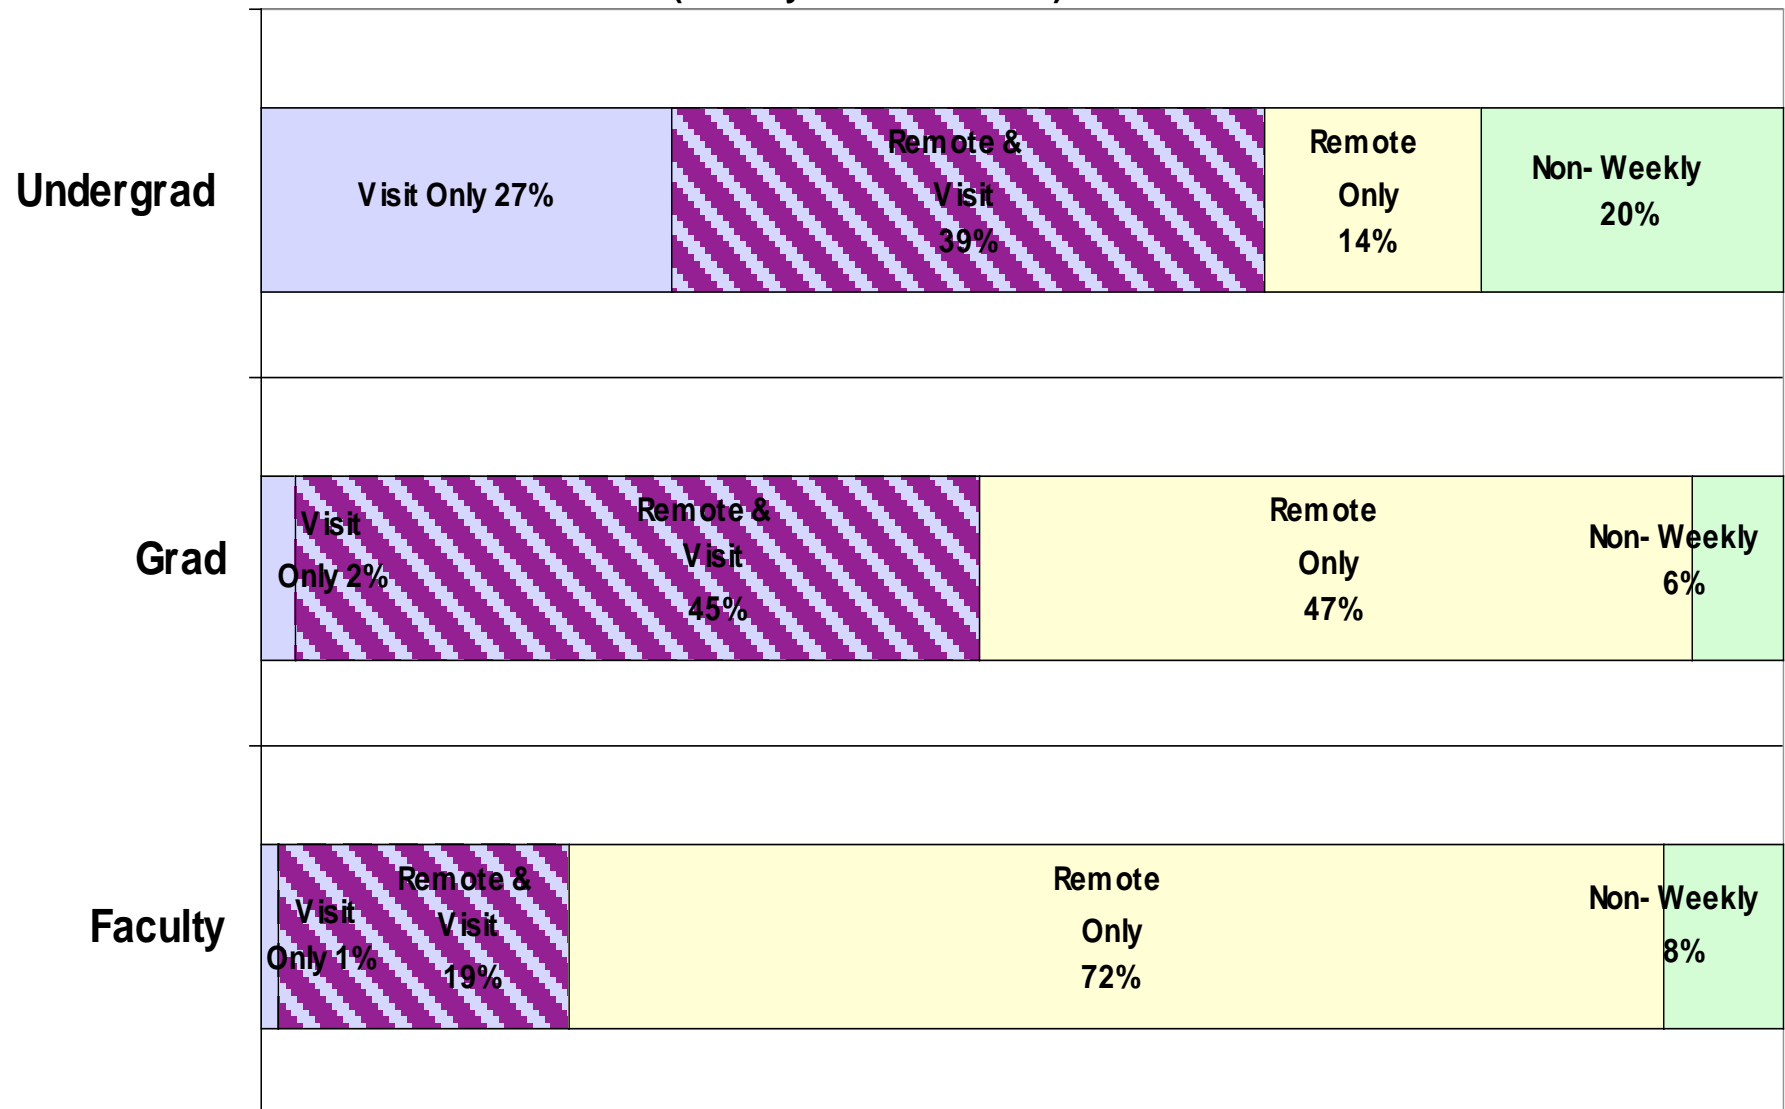 Undergrad
Visit Only 27%
Remote &
Visit
39%
Remote
Only
14%
Non- Weekly
20%
Grad
Visit
Only 2%
Remote &
Visit
45%
Remote
Only
47%
Non- Weekly
6%
Faculty
Visit
Only 1%
Remote &
Visit
19%
Remote
Only
72%
Non- Weekly
8%